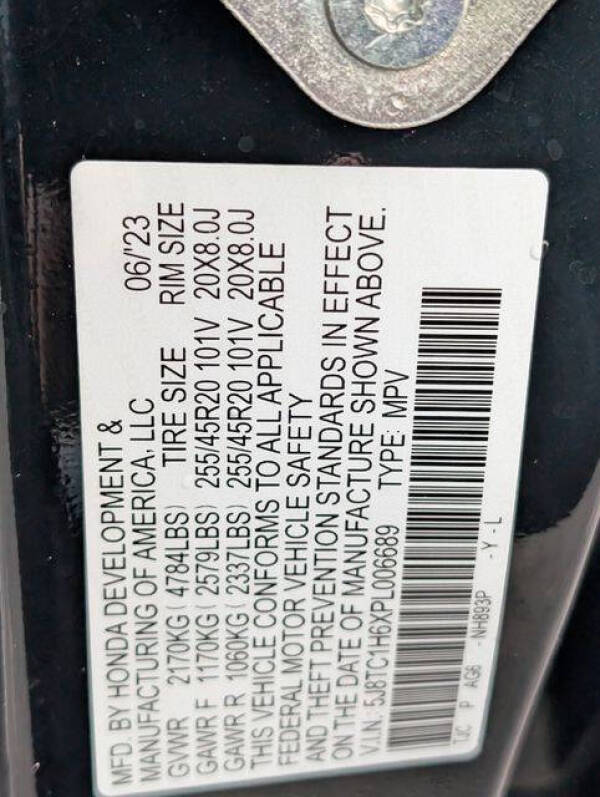 MFD. BY HONDA DEVELOPMENT &
MANUFACTURING OF AMERICA, LLC 06/'23
GVWR 2170KG ( 4784LBS) TIRE SIZE RIM SIZE
GAWR F 1170KG ( 2579LBS) 255/45R20 101V 20X8.0J
GAWR R 1060KG ( 2337LBS) 255/45R20 101V 20X8.0J
THIS VEHICLE CONFORMS TO ALL APPLICABLE
FEDERAL MOTOR VEHICLE SAFETY
AND THEFT PREVENTION STANDARDS IN EFFECT
ON THE DATE OF MANUFACTURE SHOWN ABOVE.
V.I.N.: 5J8TC1H6XPL006689 TYPE: MPV
TJC P AG6 - NH893P - Y - L